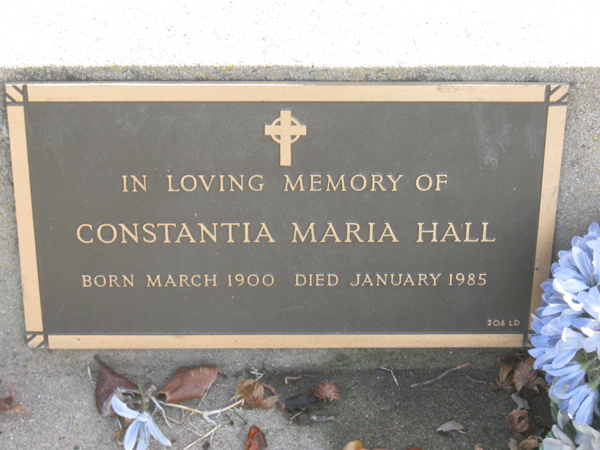 IN LOVING MEMORY OF
CONSTANTIA MARIA HALL
BORN MARCH 1900 DIED JANUARY 1985
206 LD